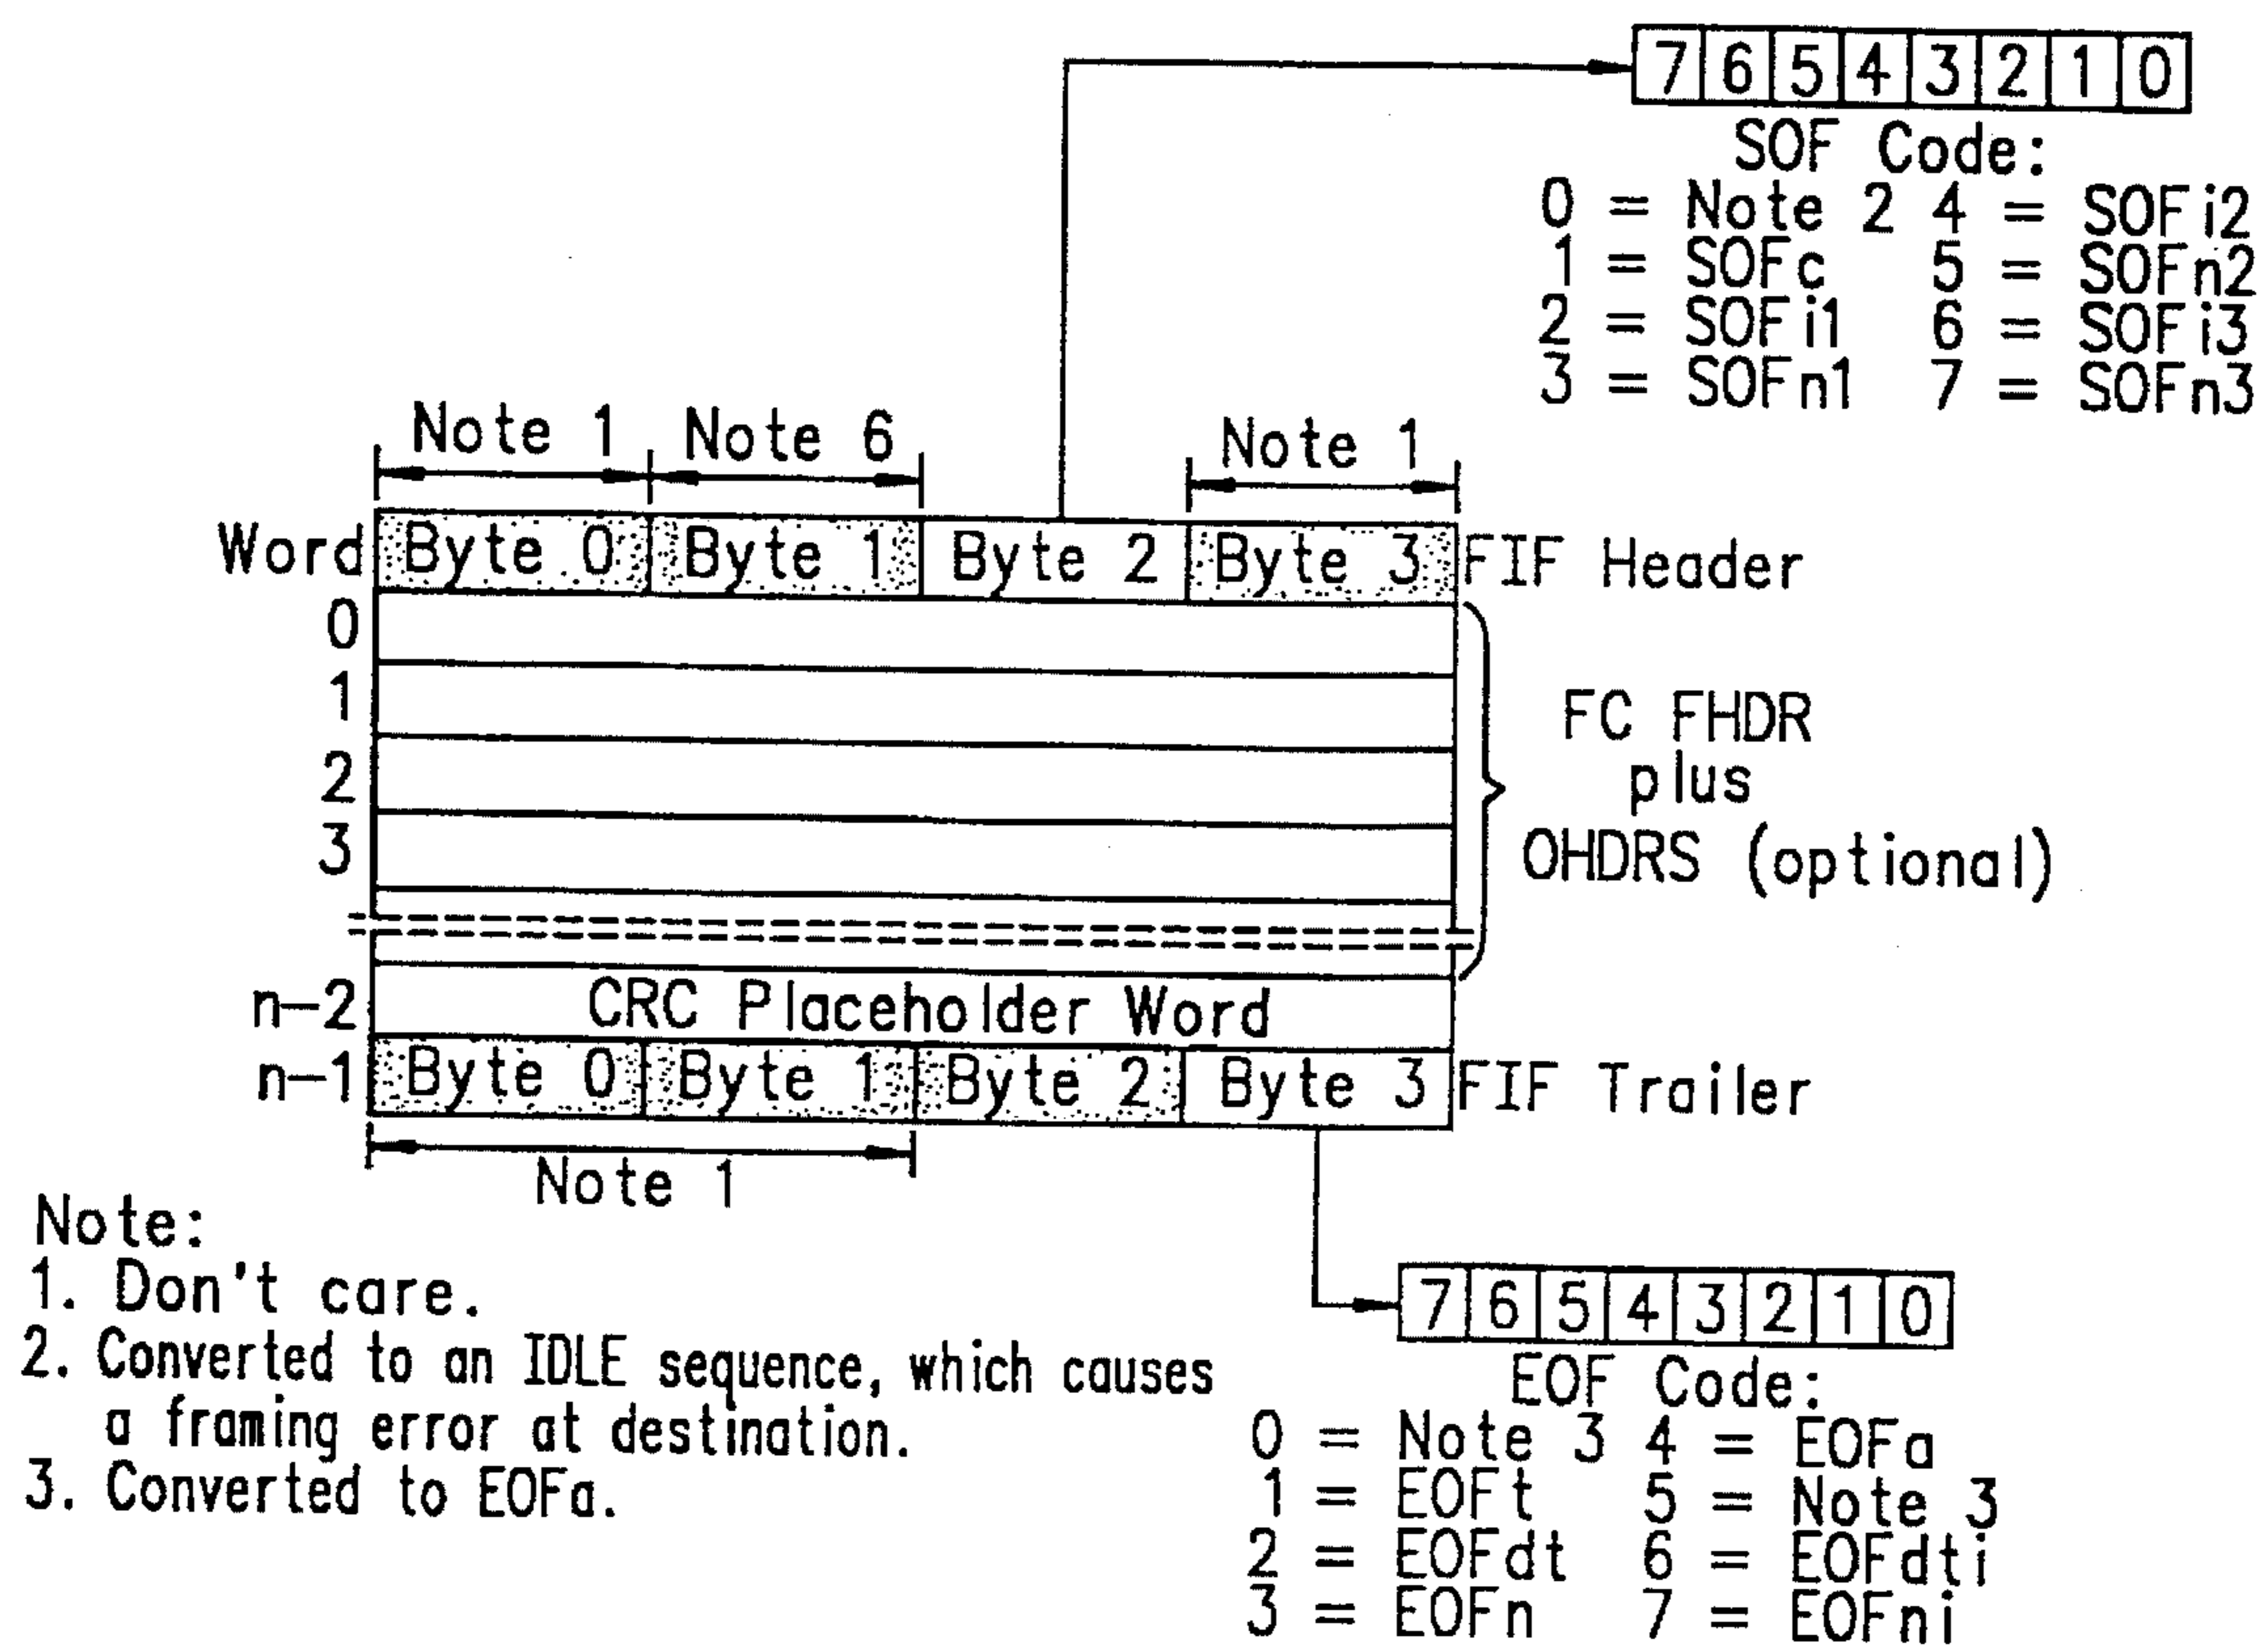 7 6 5 4 3 2 1 0
SOF Code:
0 = Note 2 4 = SOFi2
1 = SOFc 5 = SOFn2
2 = SOFi1 6 = SOFi3
3 = SOFn1 7 = SOFn3
Note 1 Note 6 Note 1
Word Byte 0 Byte 1 Byte 2 Byte 3 FIF Header
0
1
2
3
FC FHDR
plus
OHDRS (optional)
n-2 CRC Placeholder Word
n-1 Byte 0 Byte 1 Byte 2 Byte 3 FIF Trailer
Note 1
Note:
1. Don't care.
2. Converted to an IDLE sequence, which causes
a framing error at destination.
3. Converted to EOFa.
7 6 5 4 3 2 1 0
EOF Code:
0 = Note 3 4 = EOFa
1 = EOFt 5 = Note 3
2 = EOFdt 6 = EOFdti
3 = EOFn 7 = EOFni